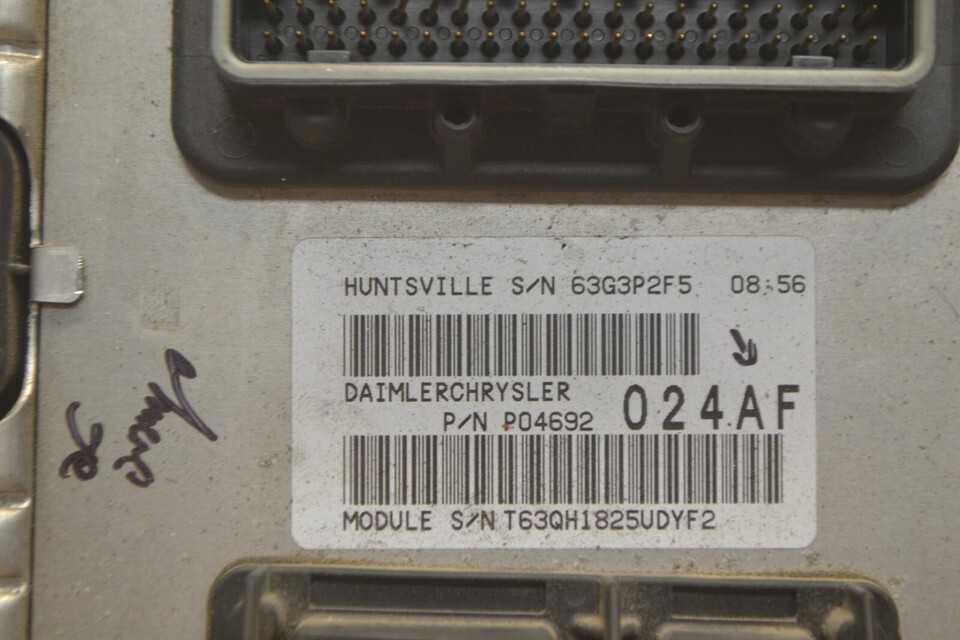 HUNTSVILLE S/N 63G3P2F5 08:56
DAIMLERCHRYSLER
P/N P04692 024AF
MODULE S/N T63QH1825UDYF2